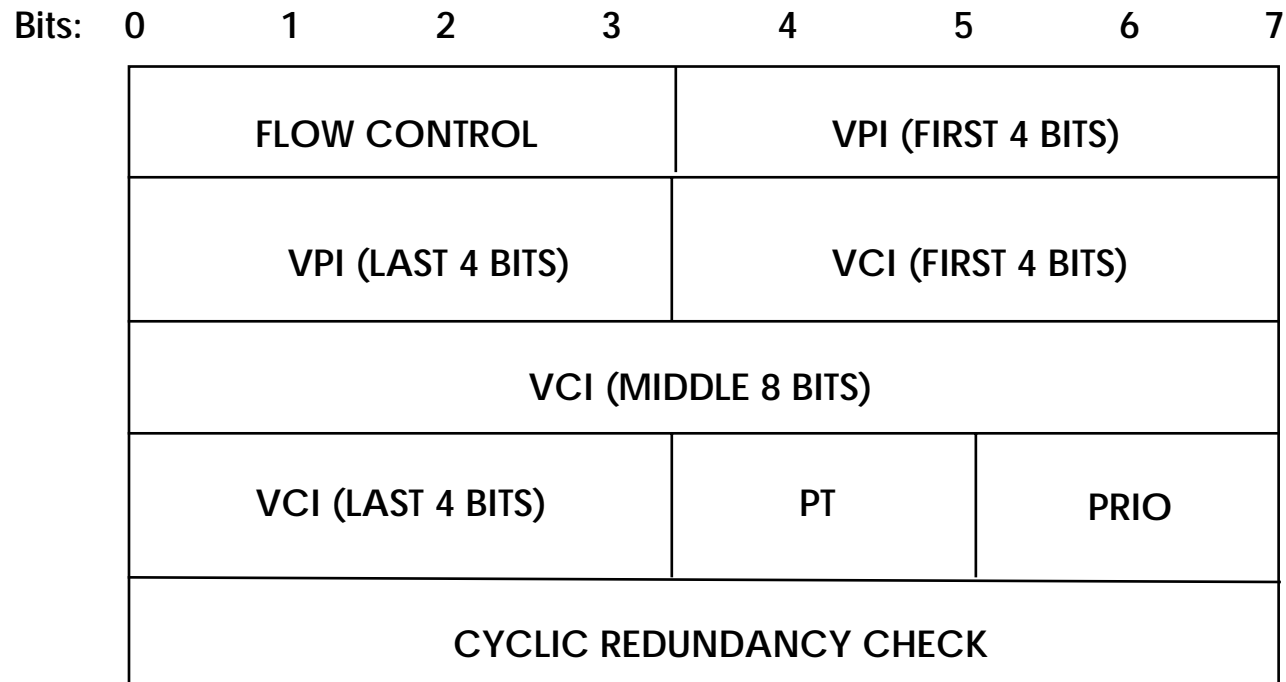 Bits: 0 1 2 3 4 5 6 7
FLOW CONTROL VPI (FIRST 4 BITS)
VPI (LAST 4 BITS) VCI (FIRST 4 BITS)
VCI (MIDDLE 8 BITS)
VCI (LAST 4 BITS) PT PRIO
CYCLIC REDUNDANCY CHECK